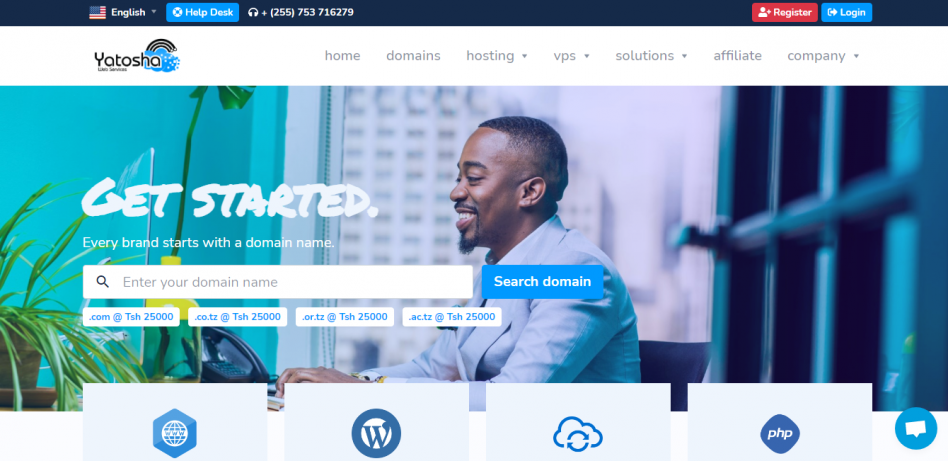 English
Help Desk
+ (255) 753 716279
Register
Login
Yatosha
Web Services
home
domains
hosting
vps
solutions
affiliate
company
GET STARTED.
Every brand starts with a domain name.
Enter your domain name
Search domain
.com @ Tsh 25000
.co.tz @ Tsh 25000
.or.tz @ Tsh 25000
.ac.tz @ Tsh 25000
WWW
W
php